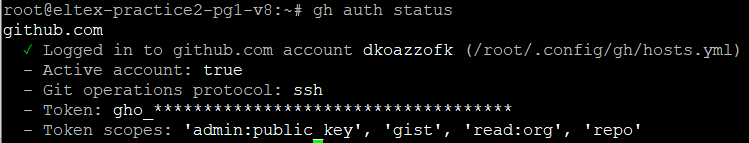 root@eltex-practice2-pg1-v8:~# gh auth status
github.com
✓ Logged in to github.com account dkoazzofk (/root/.config/gh/hosts.yml)
- Active account: true
- Git operations protocol: ssh
- Token: gho_************************************
- Token scopes: 'admin:public_key', 'gist', 'read:org', 'repo'